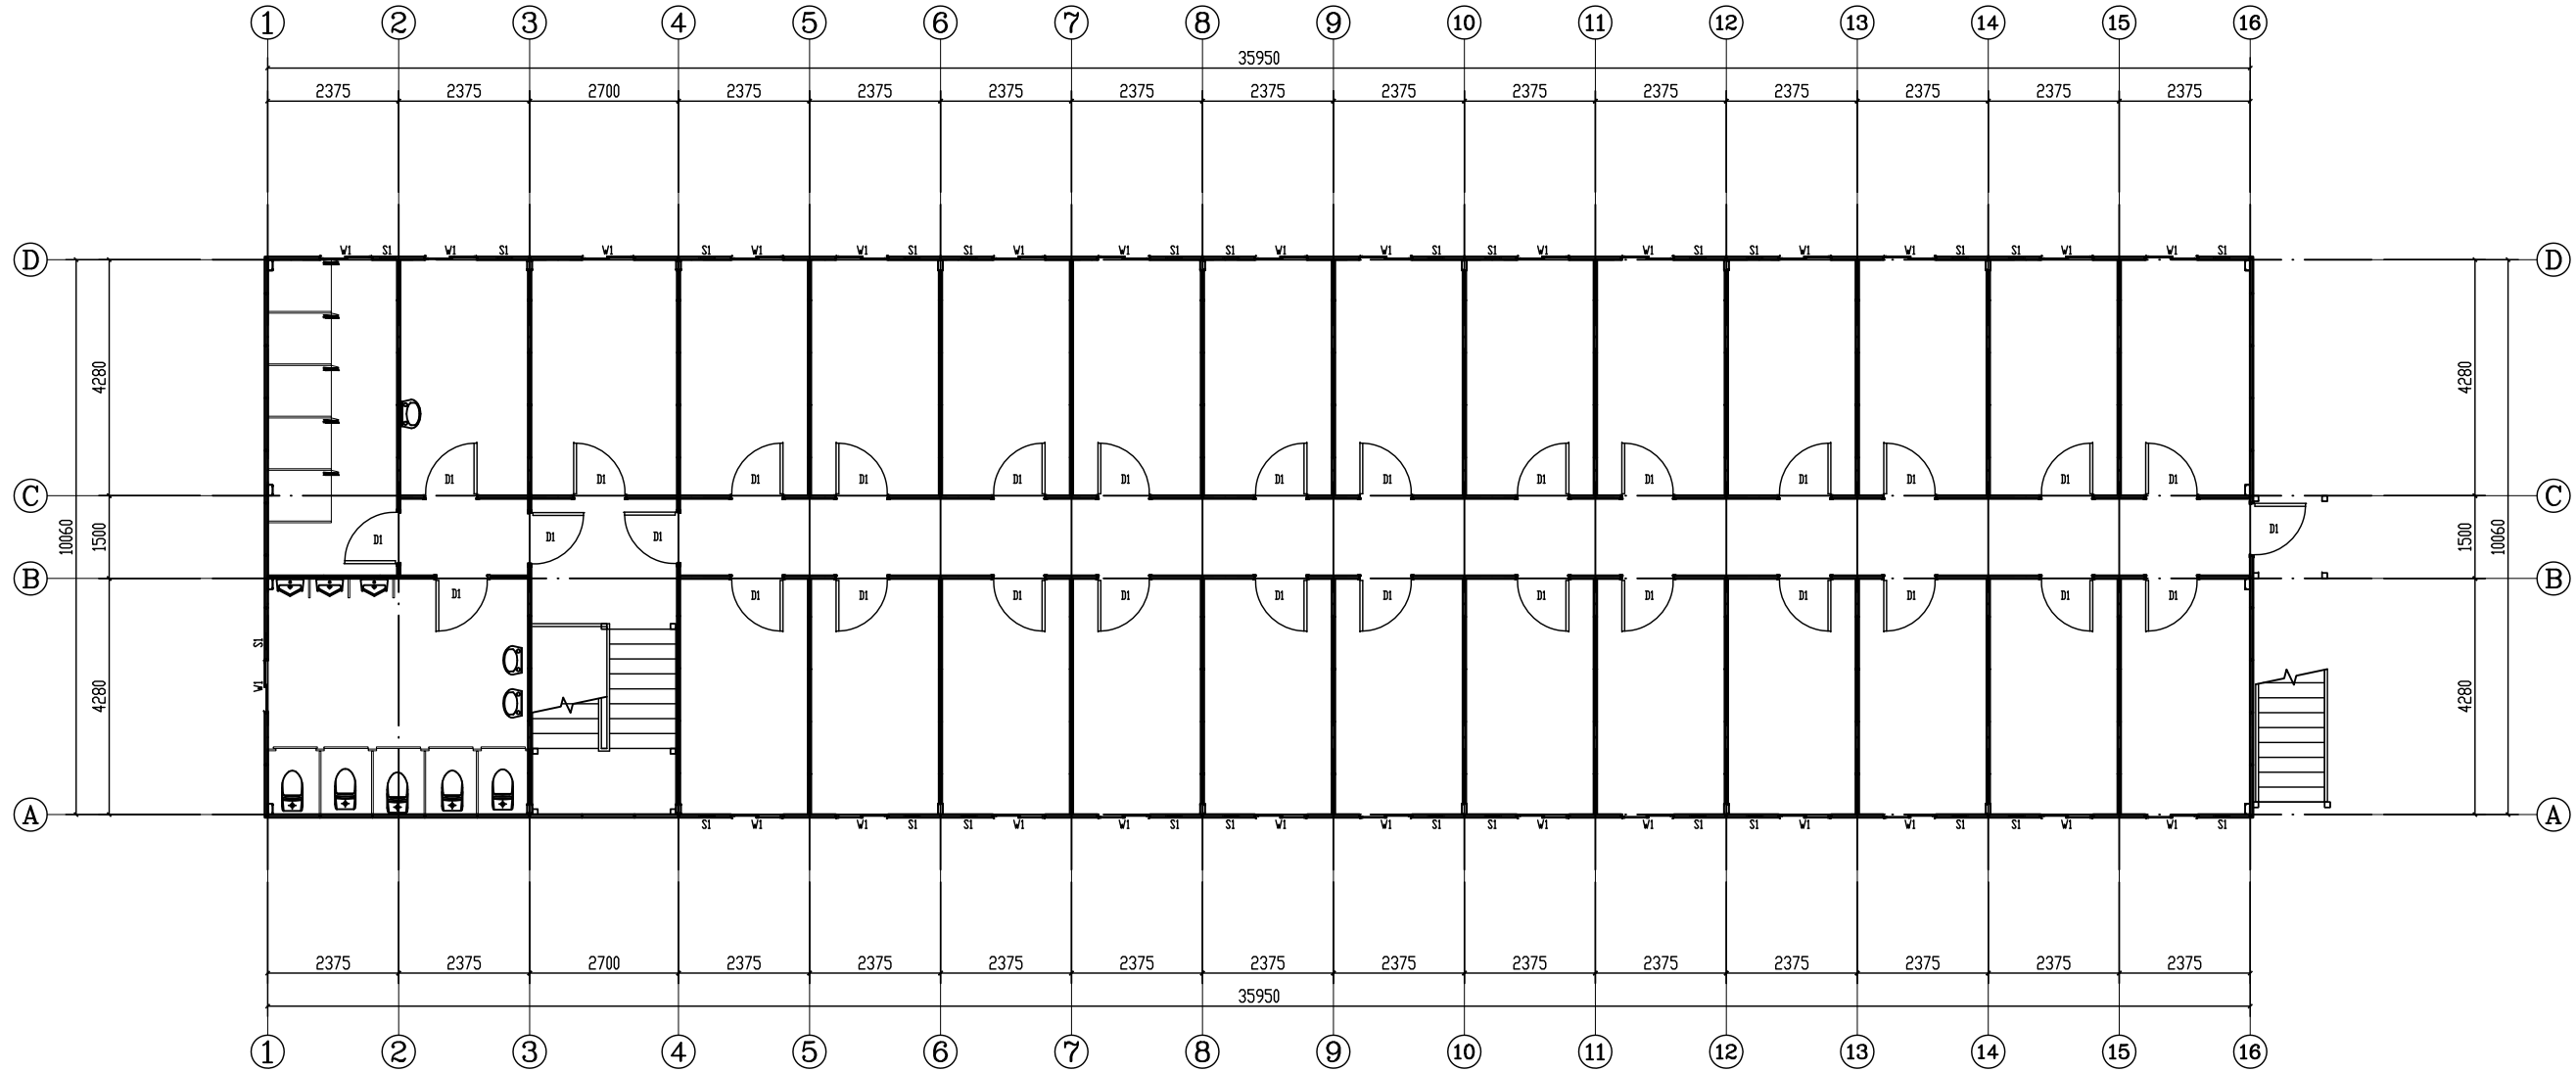 1 2 3 4 5 6 7 8 9 10 11 12 13 14 15 16
35950
2375 2375 2700 2375 2375 2375 2375 2375 2375 2375 2375 2375 2375 2375 2375
W1 S1 W1 S1 W1 S1 W1 W1 S1 S1 W1 W1 S1 S1 W1 W1 S1 S1 W1 W1 S1 S1 W1 W1 S1 S1 W1 W1 S1
D D
4280 4280
D1 D1 D1 D1 D1 D1 D1 D1 D1 D1 D1 D1 D1 D1
C C
10060 1500 D1 D1 D1 D1 1500 10060
B B
D1 D1 D1 D1 D1 D1 D1 D1 D1 D1 D1 D1 D1
S1
W1
4280 4280
A A
S1 W1 W1 S1 S1 W1 W1 S1 S1 W1 W1 S1 S1 W1 W1 S1 S1 W1 W1 S1 S1 W1 W1 S1
2375 2375 2700 2375 2375 2375 2375 2375 2375 2375 2375 2375 2375 2375 2375
35950
1 2 3 4 5 6 7 8 9 10 11 12 13 14 15 16